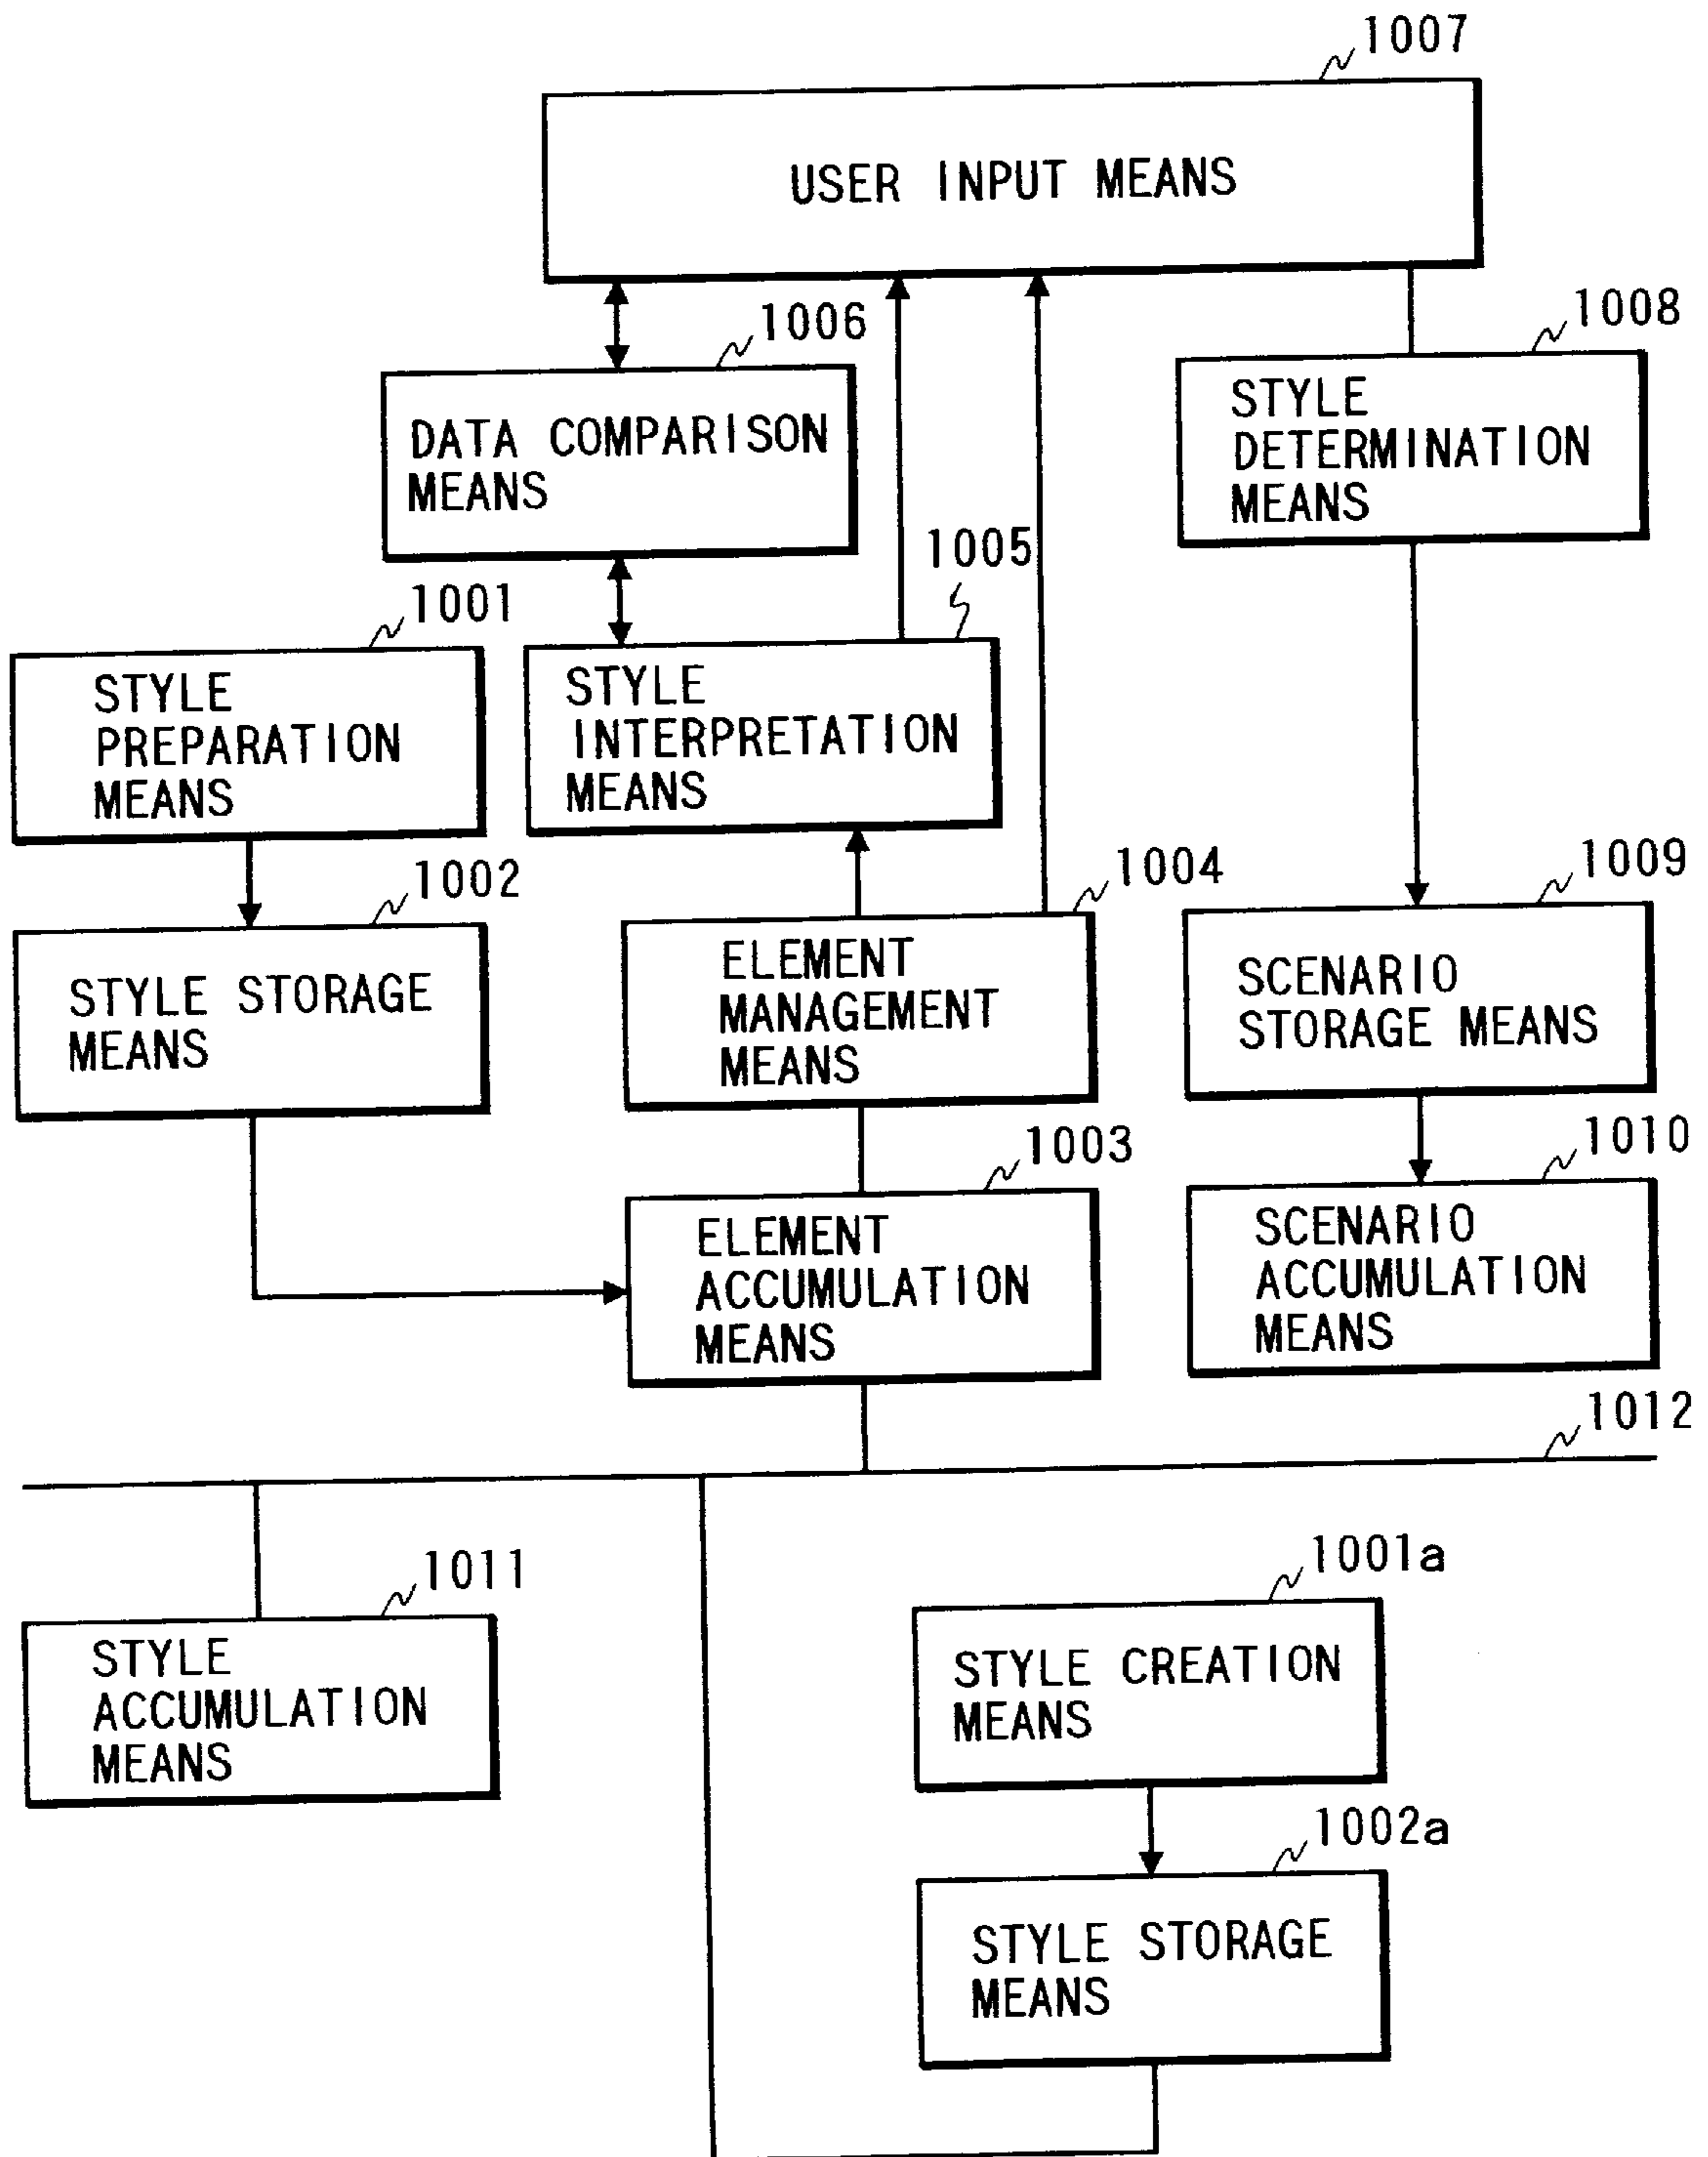 1007
USER INPUT MEANS
1006
DATA COMPARISON
MEANS
1008
STYLE
DETERMINATION
MEANS
1001
STYLE
PREPARATION
MEANS
1005
STYLE
INTERPRETATION
MEANS
1002
STYLE STORAGE
MEANS
1004
ELEMENT
MANAGEMENT
MEANS
1009
SCENARIO
STORAGE MEANS
1003
ELEMENT
ACCUMULATION
MEANS
1010
SCENARIO
ACCUMULATION
MEANS
1012
1011
STYLE
ACCUMULATION
MEANS
1001a
STYLE CREATION
MEANS
1002a
STYLE STORAGE
MEANS